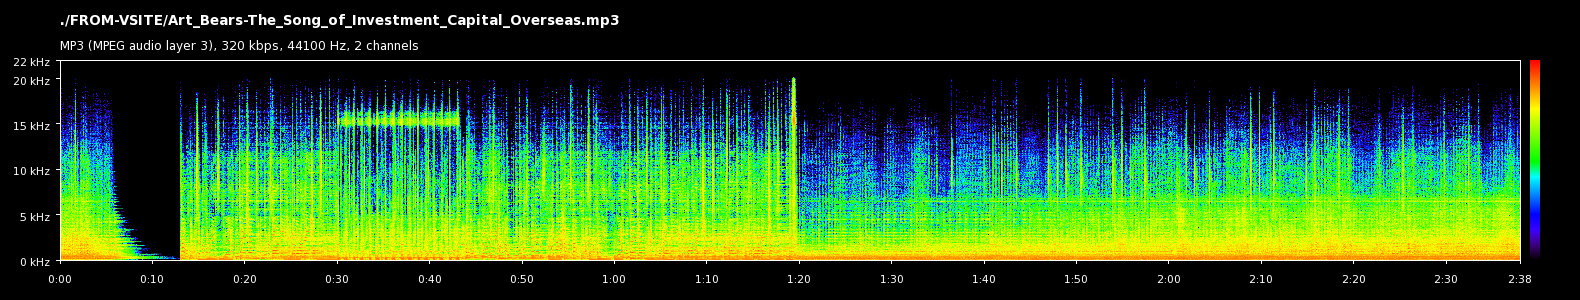 ./FROM-VSITE/Art_Bears-The_Song_of_Investment_Capital_Overseas.mp3
MP3 (MPEG audio layer 3), 320 kbps, 44100 Hz, 2 channels
22 kHz
20 kHz
15 kHz
10 kHz
5 kHz
0 kHz
0:00 0:10 0:20 0:30 0:40 0:50 1:00 1:10 1:20 1:30 1:40 1:50 2:00 2:10 2:20 2:30 2:38